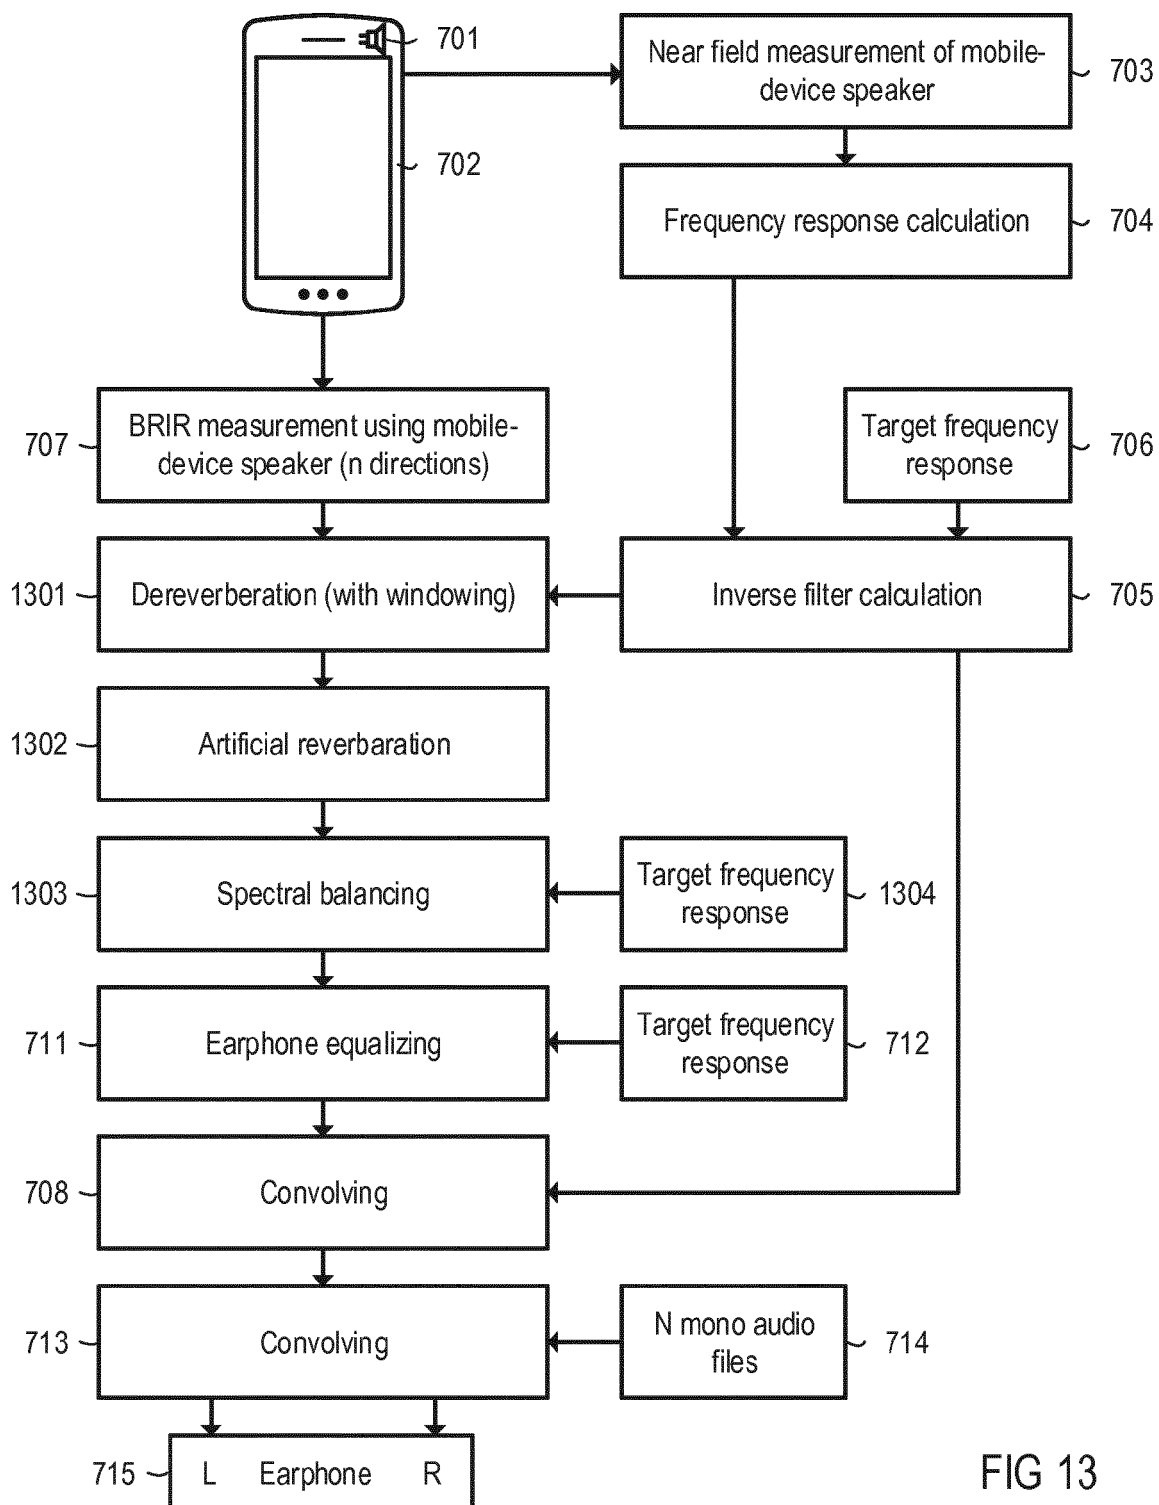 701
Near field measurement of mobile-
device speaker
703
702
Frequency response calculation
704
707
BRIR measurement using mobile-
device speaker (n directions)
Target frequency
response
706
1301
Dereverberation (with windowing)
Inverse filter calculation
705
1302
Artificial reverbaration
1303
Spectral balancing
Target frequency
response
1304
711
Earphone equalizing
Target frequency
response
712
708
Convolving
713
Convolving
N mono audio
files
714
715
L Earphone R
FIG 13